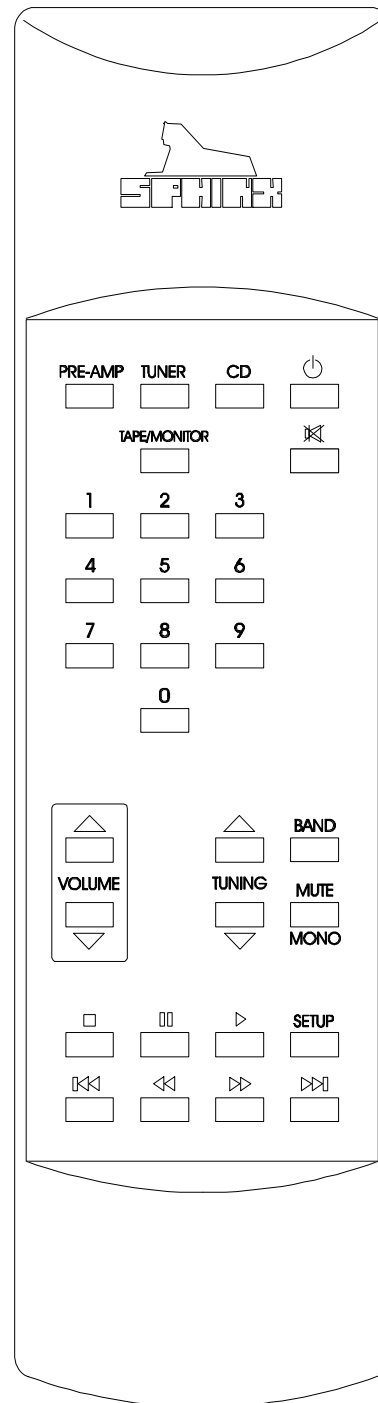 SPHINX
PRE-AMP TUNER CD
TAPE/MONITOR
1 2 3
4 5 6
7 8 9
0
BAND
VOLUME TUNING MUTE
MONO
SETUP